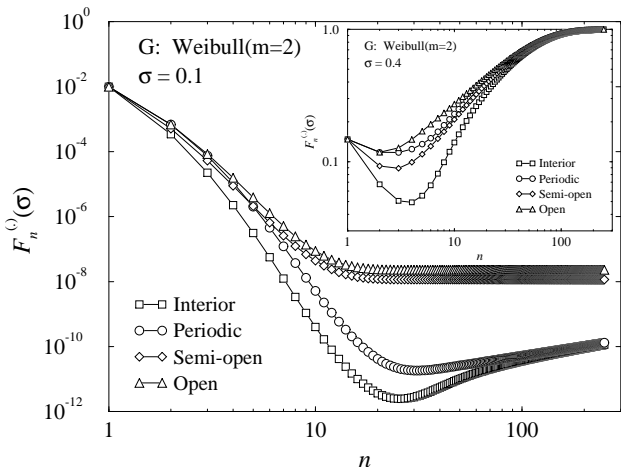 G: Weibull(m=2)
σ = 0.1
10^0
10^-2
10^-4
10^-6
10^-8
10^-10
10^-12
F_n^(.)(σ)
Interior
Periodic
Semi-open
Open
1
10
100
n
G: Weibull(m=2)
σ = 0.4
1.0
0.1
F_n^(.)(σ)
Interior
Periodic
Semi-open
Open
1
10
100
n